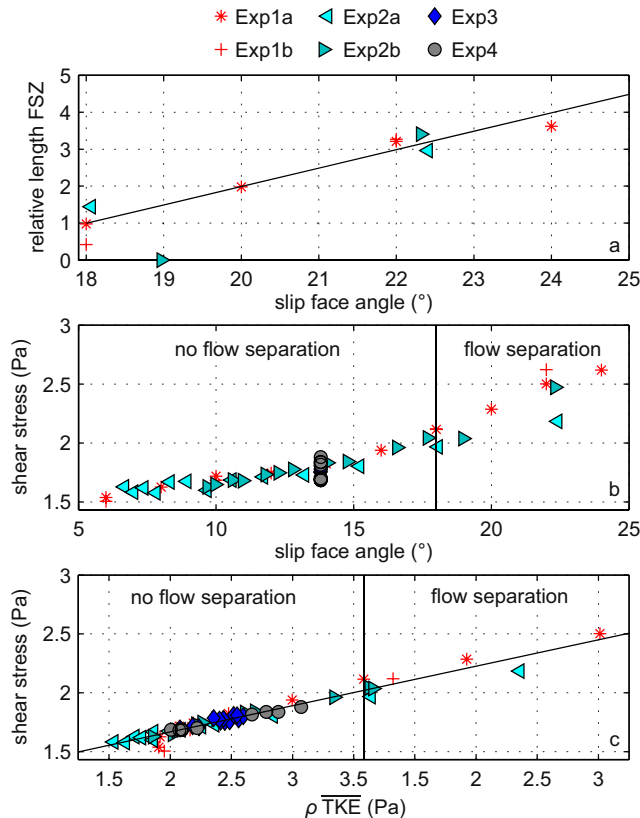 Exp1a Exp2a Exp3
Exp1b Exp2b Exp4
5
4
3
2
1
0
relative length FSZ
a
18 19 20 21 22 23 24 25
slip face angle (°)
3
2.5
2
1.5
shear stress (Pa)
no flow separation flow separation
b
5 10 15 20 25
slip face angle (°)
3
2.5
2
1.5
shear stress (Pa)
no flow separation flow separation
c
1.5 2 2.5 3 3.5 1 1.5 2 2.5 3
ρ TKE (Pa)